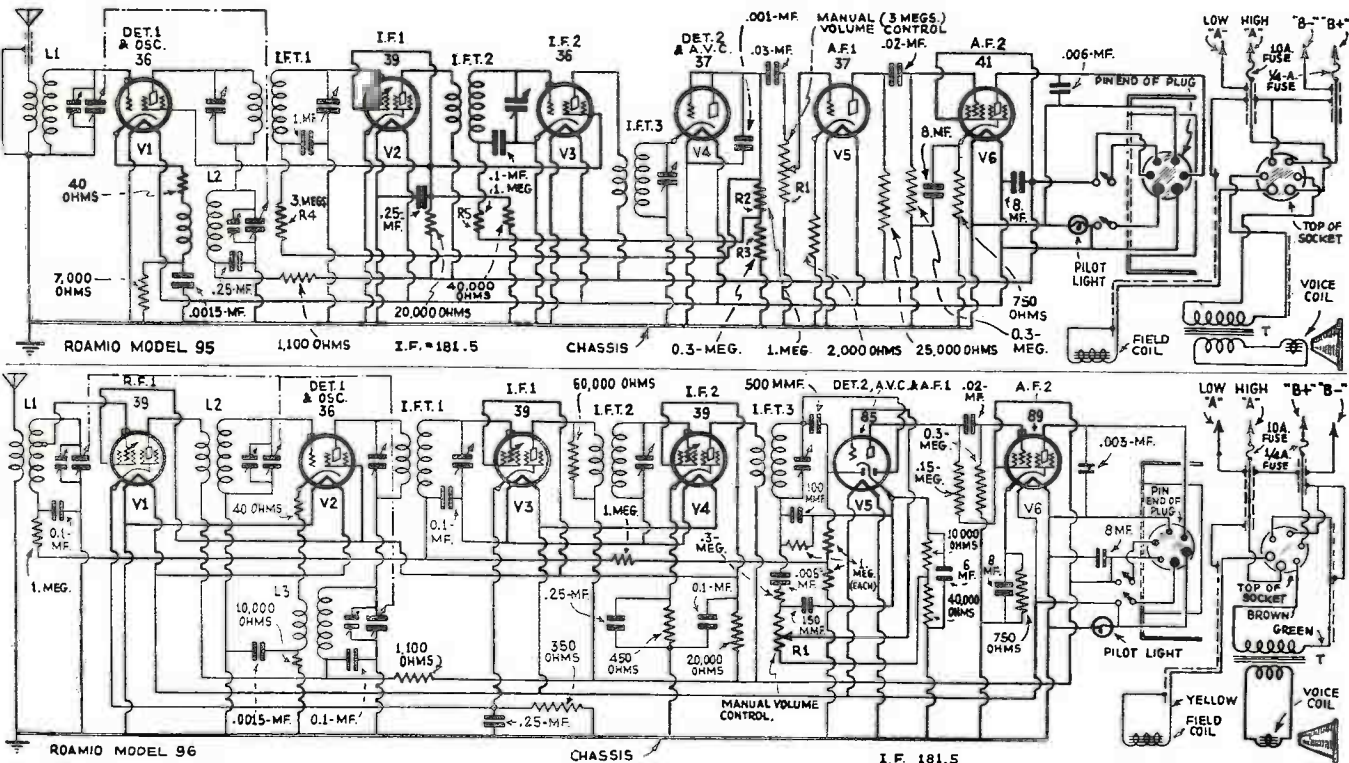 L1
DET.1
& OSC.
36
V1
40
OHMS
7,000
OHMS
.0015-MF.
L2
.25-MF.
1,100 OHMS
I.F.T.1
.1 MF.
3 MEGS.
R4
I.F.1
39
V2
.25-
MF.
20,000 OHMS
I.F.T.2
.1-MF.
.1. MEG.
R5
40,000
OHMS
I.F.2
36
V3
I.F.T.3
DET.2
& A.V.C.
37
V4
.001-MF.
.03-MF.
MANUAL (3 MEGS.)
VOLUME CONTROL
R1
R2
R3
0.3-MEG.
1. MEG.
A.F.1
37
V5
2,000 OHMS
.02-MF.
25,000 OHMS
8. MF.
A.F.2
41
V6
8.
MF.
750
OHMS
0.3-
MEG.
.006-MF.
PIN END OF PLUG
PILOT
LIGHT
LOW
"A"
HIGH
"A"
"B-"
"B+"
10A.
FUSE
1/4-A.
FUSE
TOP OF
SOCKET
VOICE
COIL
FIELD
COIL
T
ROAMIO MODEL 95
I.F.=181.5
CHASSIS
L1
R.F.1
39
V1
0.1-
MF.
1. MEG.
L2
DET.1
& OSC.
36
V2
40 OHMS
L3
10,000
OHMS
.0015-MF.
0.1-MF.
1,100
OHMS
I.F.T.1
0.1-
MF.
I.F.1
39
V3
.25-MF.
350
OHMS
60,000 OHMS
I.F.T.2
1. MEG.
I.F.2
39
V4
.25-MF.
450
OHMS
0.1-MF.
20,000
OHMS
.3-
MEG.
I.F.T.3
500 MMF.
100
MMF.
.005-
MF.
150
MMF.
R1
MANUAL VOLUME
CONTROL.
DET.2, A.V.C. & A.F.1
85
V5
1.
MEG.
(EACH)
.02-
MF.
0.3-
MEG.
.15-
MEG.
10,000
OHMS
6
MF.
40,000
OHMS
A.F.2
89
V6
8
MF.
750
OHMS
.003-MF.
PIN
END OF
PLUG
8 MF.
PILOT LIGHT
LOW
"A"
HIGH
"A"
"B+"
"B-"
10A.
FUSE
1/4A.
FUSE
TOP OF
SOCKET
BROWN
GREEN
T
YELLOW
FIELD
COIL
VOICE
COIL
ROAMIO MODEL 96
CHASSIS
I.F. 181.5